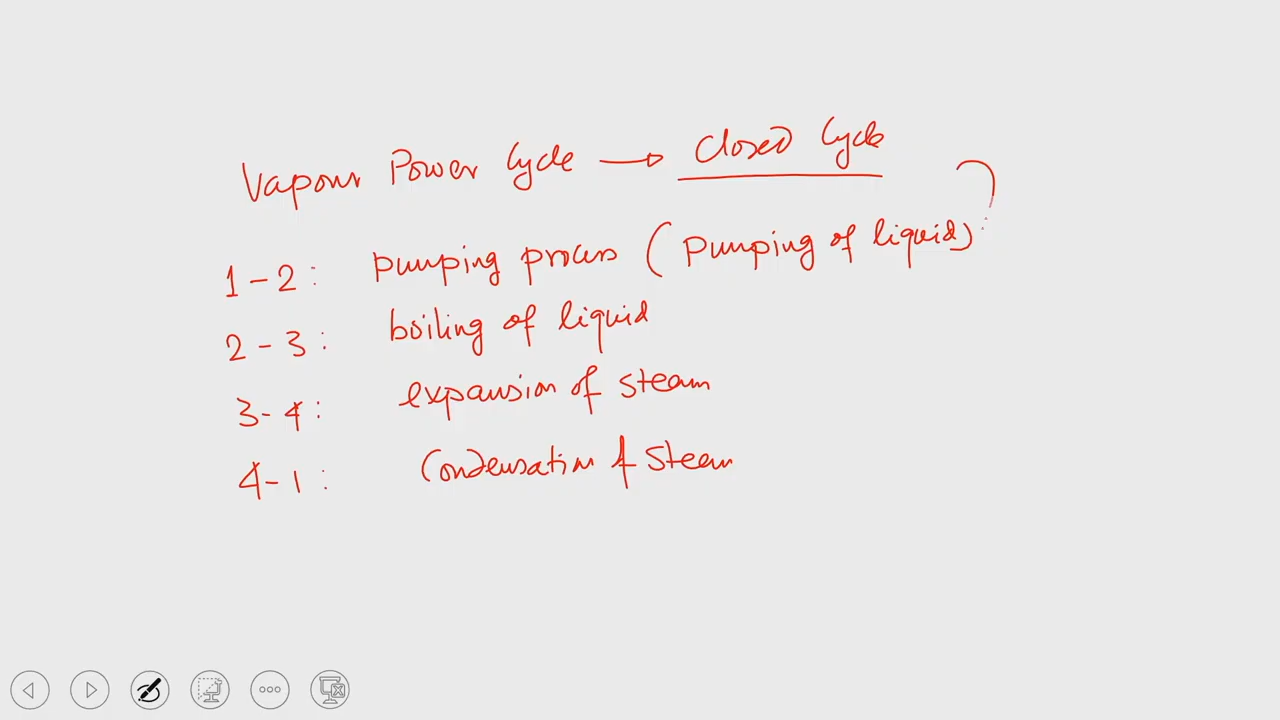 Vapour Power Cycle → Closed Cycle
1-2: pumping process (pumping of liquid)
2-3: boiling of liquid
3-4: expansion of steam
4-1: Condensation of steam